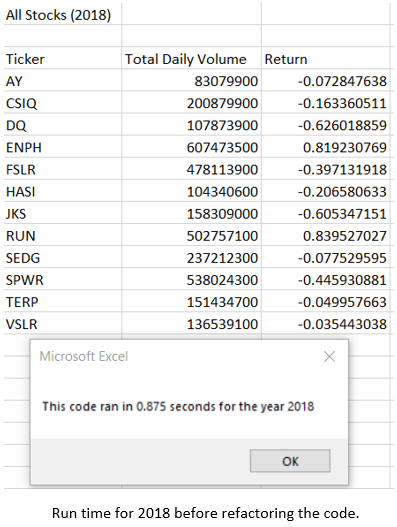 All Stocks (2018)
Ticker Total Daily Volume Return
AY 83079900 -0.072847638
CSIQ 200879900 -0.163360511
DQ 107873900 -0.626018859
ENPH 607473500 0.819230769
FSLR 478113900 -0.397131918
HASI 104340600 -0.206580633
JKS 158309000 -0.605347151
RUN 502757100 0.839527027
SEDG 237212300 -0.077529595
SPWR 538024300 -0.445930881
TERP 151434700 -0.049957663
VSLR 136539100 -0.035443038
Microsoft Excel
This code ran in 0.875 seconds for the year 2018
OK
Run time for 2018 before refactoring the code.